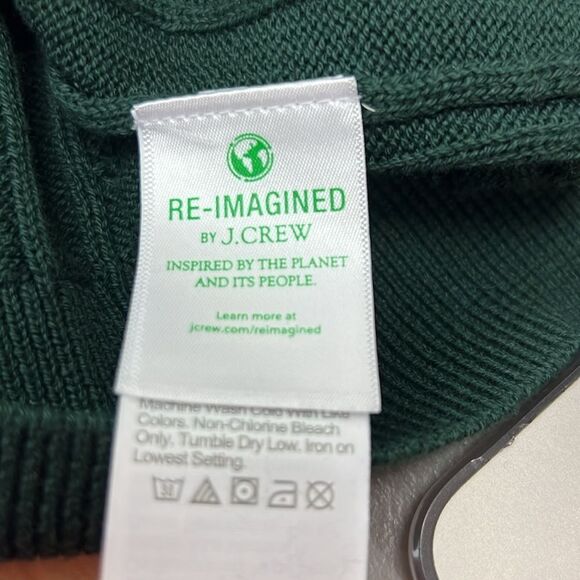 RE-IMAGINED
BY J.CREW
INSPIRED BY THE PLANET
AND ITS PEOPLE.
Learn more at
jcrew.com/reimagined
Machine Wash Cold With Like
Colors. Non-Chlorine Bleach
Only. Tumble Dry Low. Iron on
Lowest Setting.
30